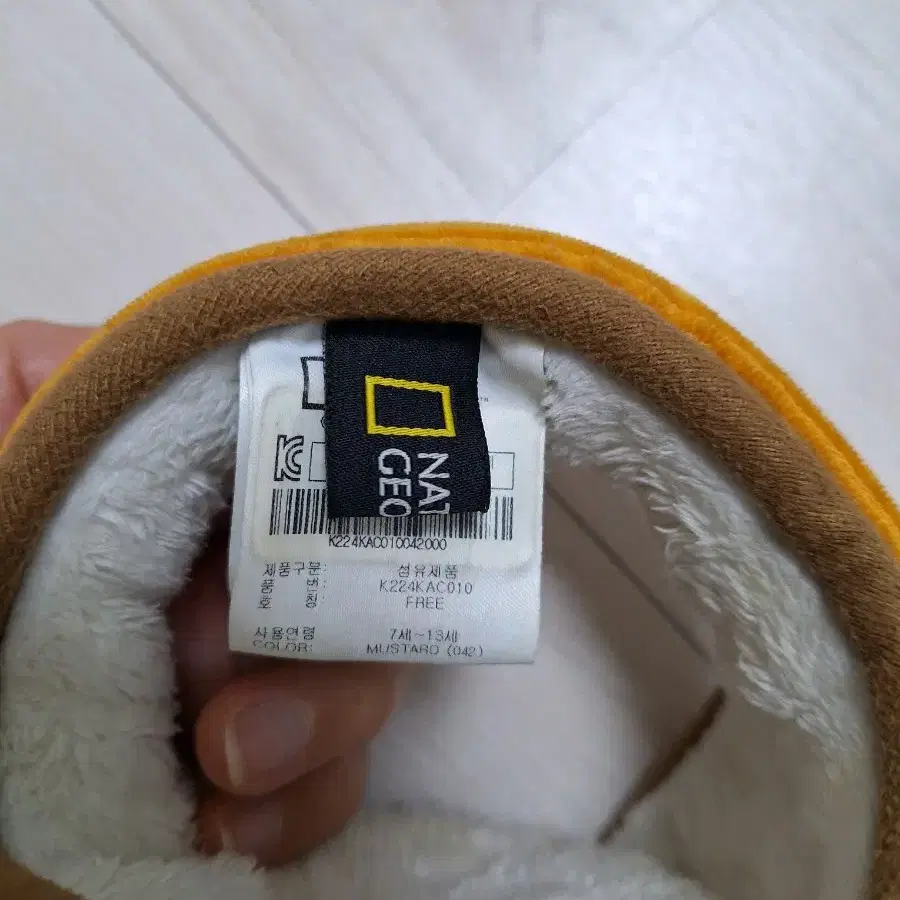 NAT
GEO
K224KAC010042000
제품구분: 섬유제품
품 번: K224KAC010
호 칭: FREE
사용연령 7세~13세
COLOR: MUSTARD (042)